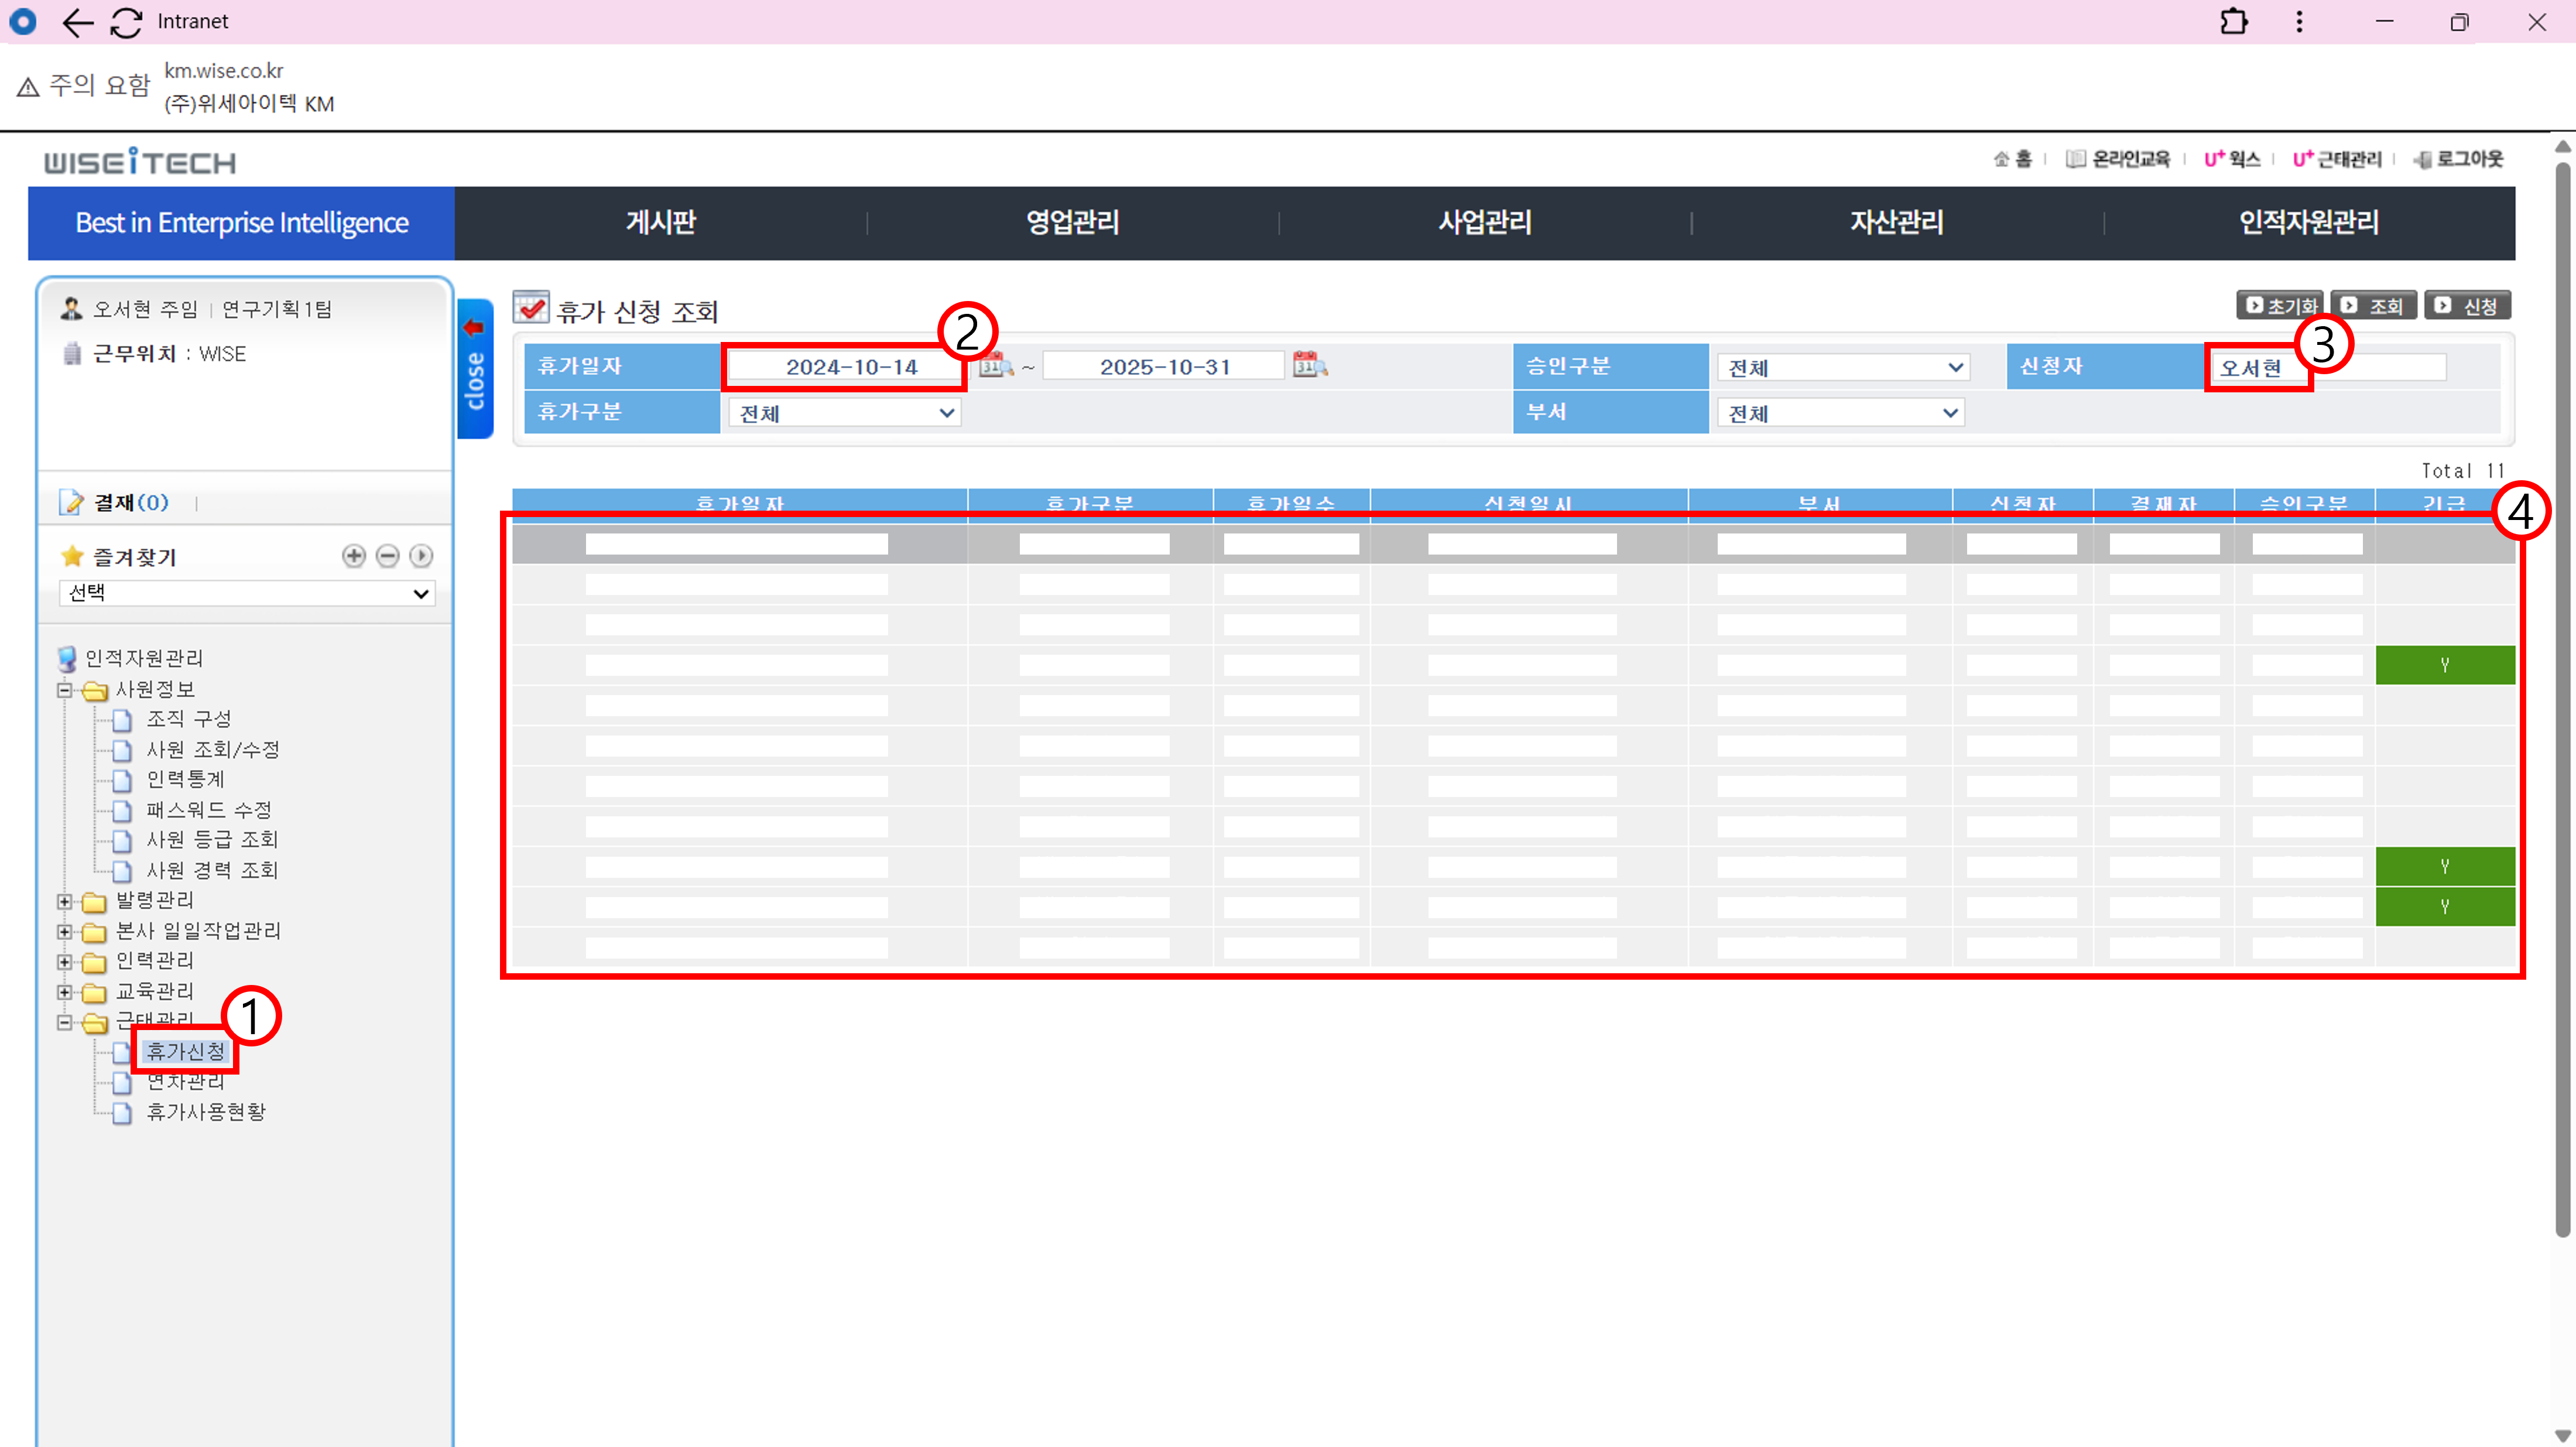 Intranet
주의 요함
km.wise.co.kr
(주)위세아이텍 KM
WISEiTECH
홈 온라인교육 U+웍스 U+근태관리 로그아웃
Best in Enterprise Intelligence 게시판 영업관리 사업관리 자산관리 인적자원관리
오서현 주임 | 연구기획1팀
근무위치 : WISE
close
결재(0)
즐겨찾기
선택
인적자원관리
사원정보
조직 구성
사원 조회/수정
인력통계
패스워드 수정
사원 등급 조회
사원 경력 조회
발령관리
본사 일일작업관리
인력관리
교육관리
근태관리
1
휴가신청
연차관리
휴가사용현황
휴가 신청 조회
초기화 조회 신청
2
3
휴가일자 2024-10-14 ~ 2025-10-31 승인구분 전체 신청자 오서현
휴가구분 전체 부서 전체
Total 11
휴가일자 휴가구분 휴가일수 신청일시 부서 신청자 결재자 승인구분 긴급
4
Y
Y
Y